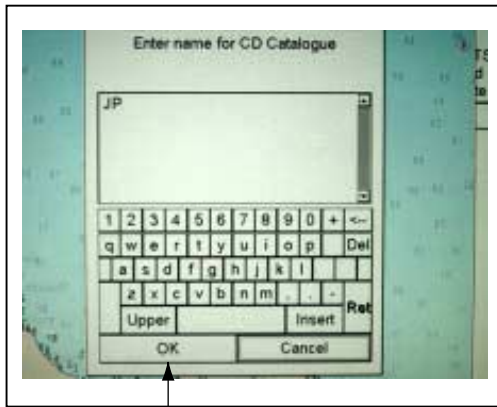 Enter name for CD Catalogue
JP
1 2 3 4 5 6 7 8 9 0 + <--
q w e r t y u i o p Del
a s d f g h j k l
z x c v b n m , . - Ret
Upper Insert
OK Cancel